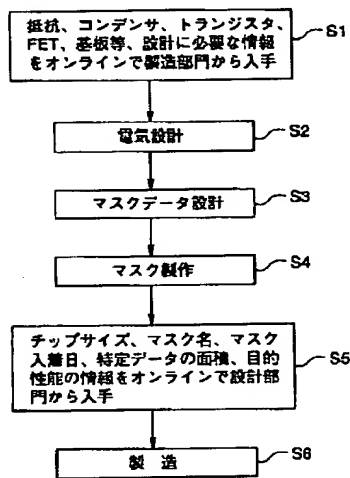 抵抗、コンデンサ、トランジスタ、
FET、基板等、設計に必要な情報
をオンラインで製造部門から入手
S1
電気設計
S2
マスクデータ設計
S3
マスク製作
S4
チップサイズ、マスク名、マスク
入着日、特定データの面積、目的
性能の情報をオンラインで設計部
門から入手
S5
製 造
S6